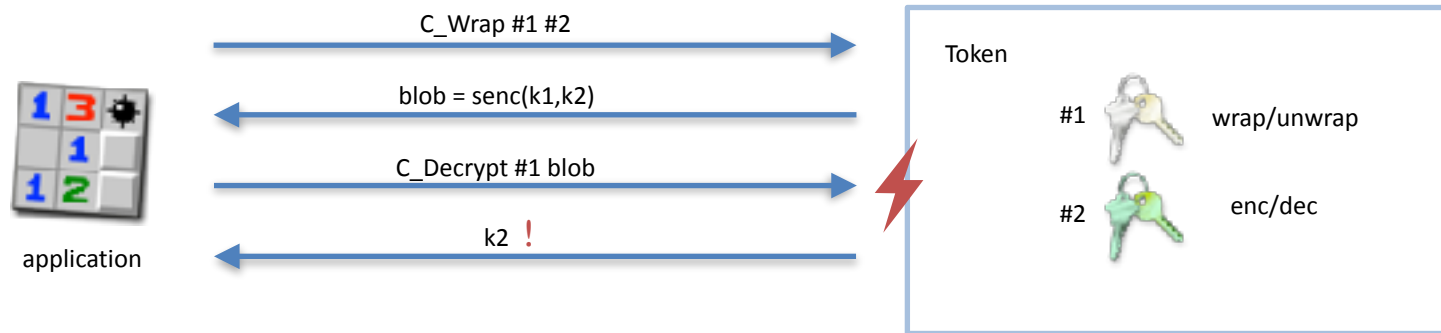 C_Wrap #1 #2
Token
blob = senc(k1,k2)
#1 wrap/unwrap
C_Decrypt #1 blob
#2 enc/dec
k2 !
1 3
1
1 2
application